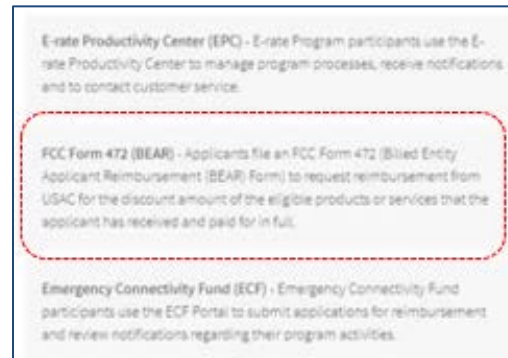 E-rate Productivity Center (EPC) - E-rate Program participants use the E-
rate Productivity Center to manage program processes, receive notifications
and to contact customer service.
FCC Form 472 (BEAR) - Applicants file an FCC Form 472 (Billed Entity
Applicant Reimbursement (BEAR) Form) to request reimbursement from
USAC for the discount amount of the eligible products or services that the
applicant has received and paid for in full.
Emergency Connectivity Fund (ECF) - Emergency Connectivity Fund
participants use the ECF Portal to submit applications for reimbursement
and review notifications regarding their program activities.